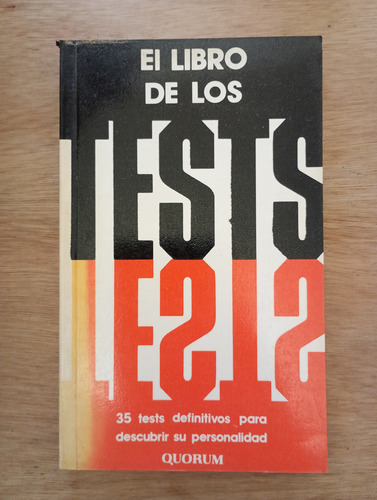 El LIBRO
DE LOS
TESTS
TESTS
35 tests definitivos para
descubrir su personalidad
QUORUM